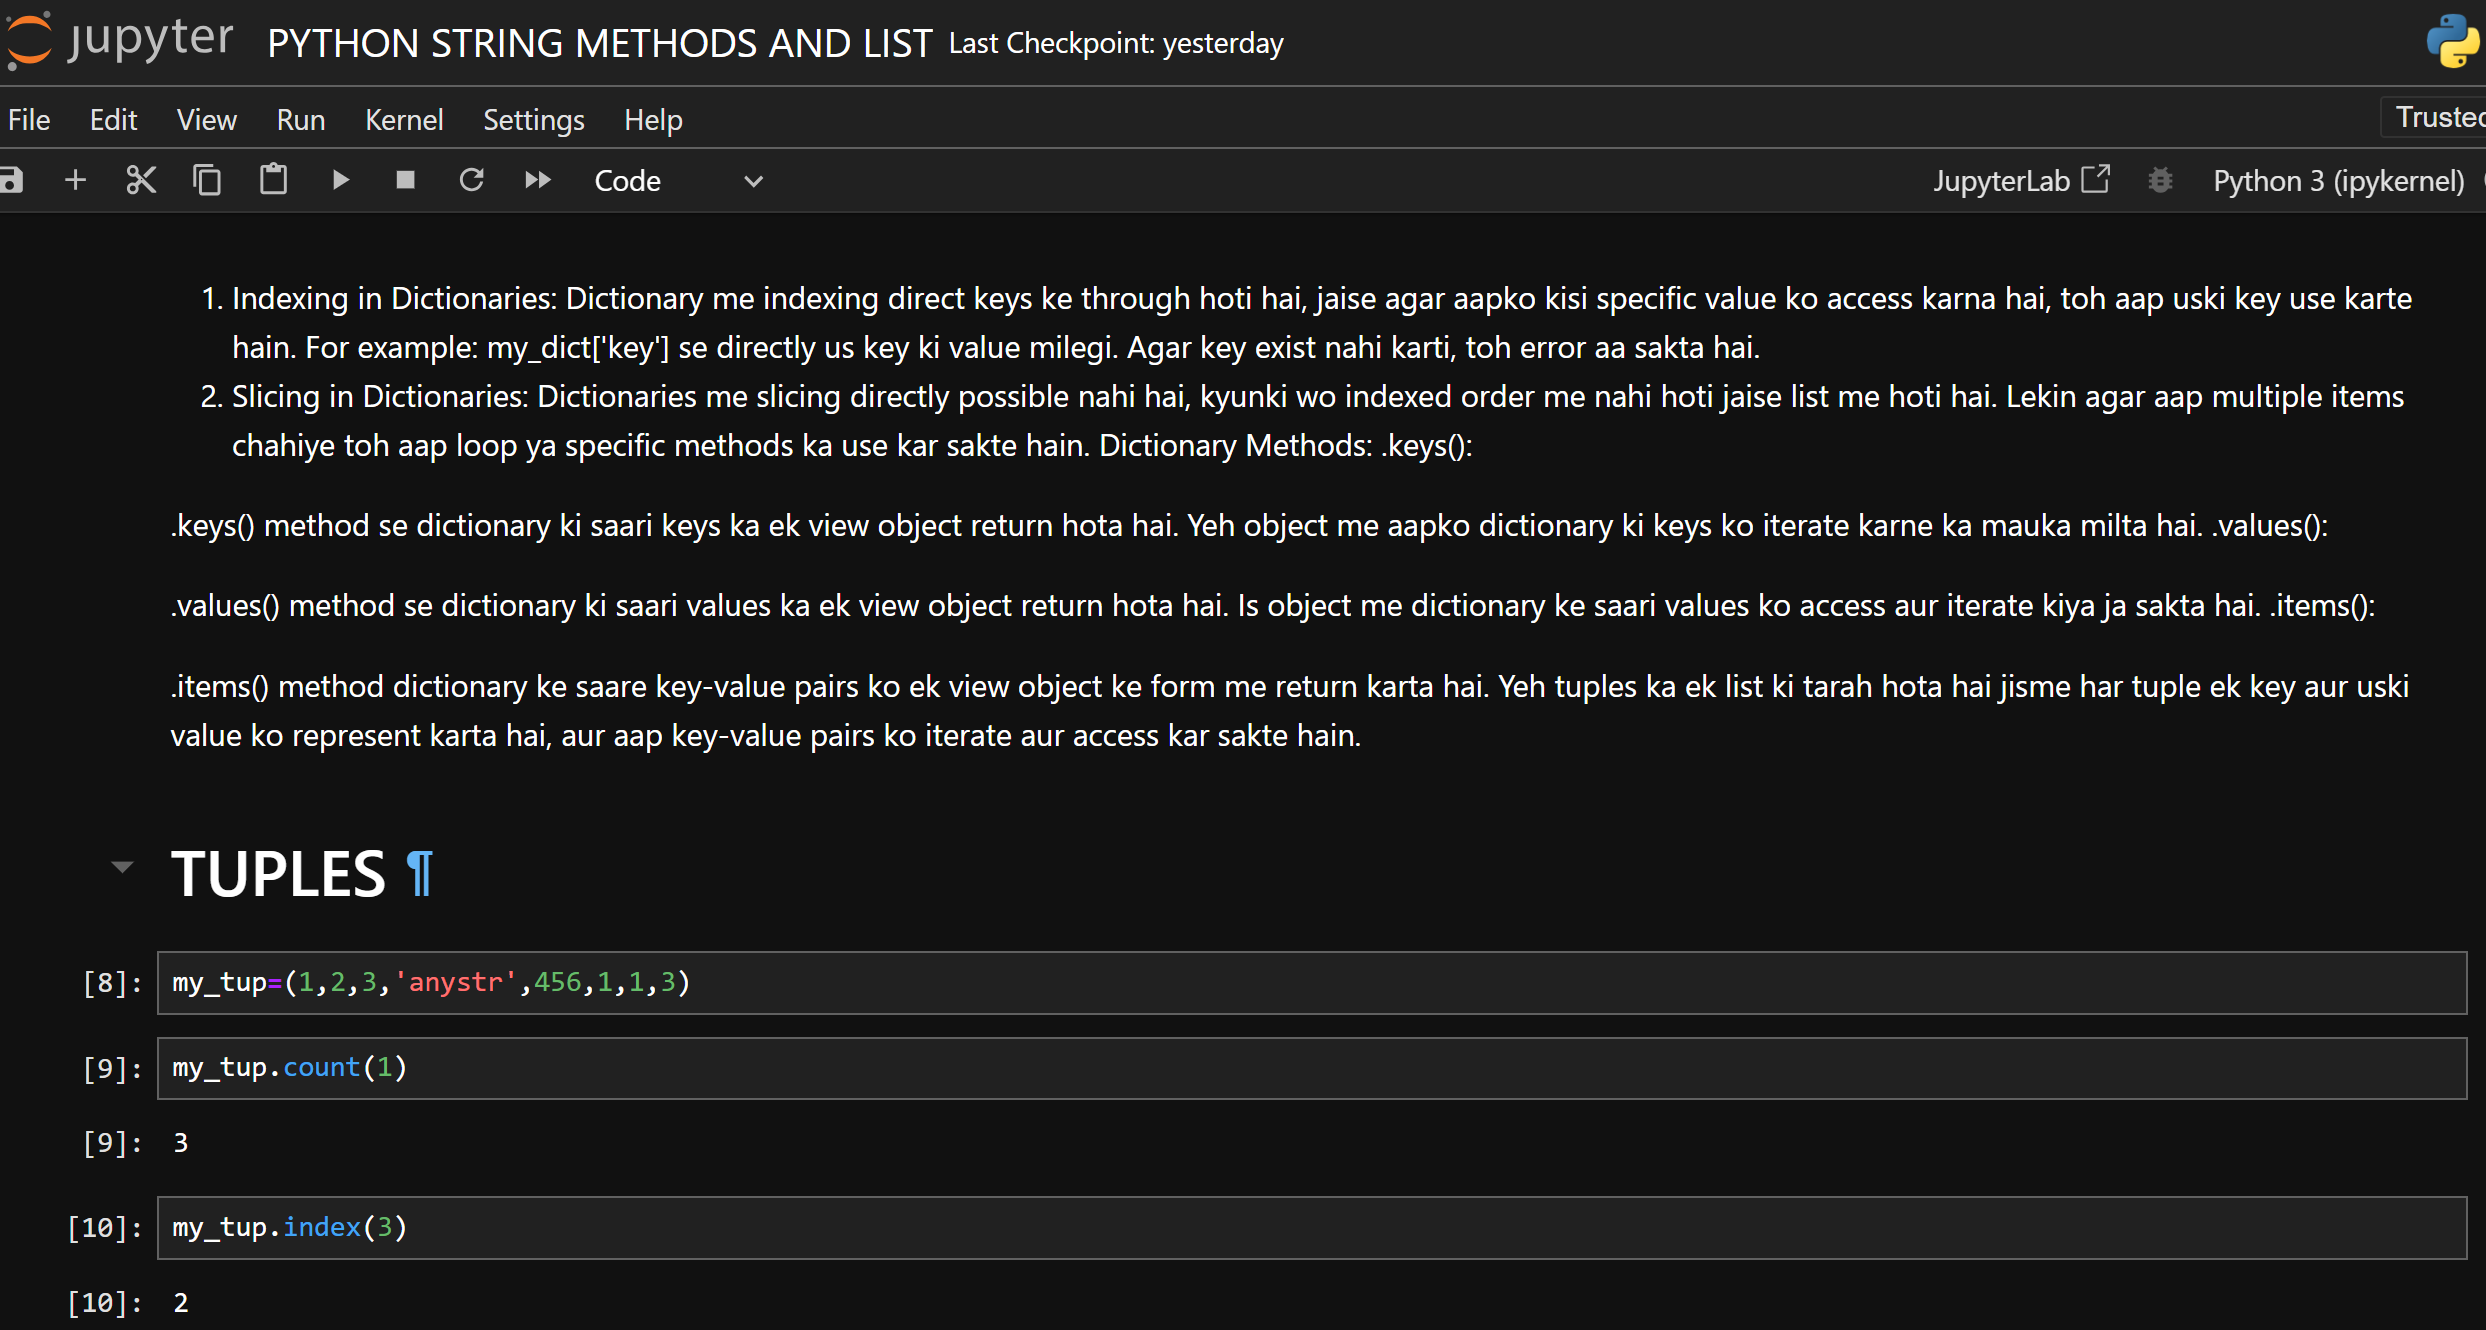 jupyter PYTHON STRING METHODS AND LIST Last Checkpoint: yesterday
File Edit View Run Kernel Settings Help Trusted
Code JupyterLab Python 3 (ipykernel)
1. Indexing in Dictionaries: Dictionary me indexing direct keys ke through hoti hai, jaise agar aapko kisi specific value ko access karna hai, toh aap uski key use karte
hain. For example: my_dict['key'] se directly us key ki value milegi. Agar key exist nahi karti, toh error aa sakta hai.
2. Slicing in Dictionaries: Dictionaries me slicing directly possible nahi hai, kyunki wo indexed order me nahi hoti jaise list me hoti hai. Lekin agar aap multiple items
chahiye toh aap loop ya specific methods ka use kar sakte hain. Dictionary Methods: .keys():
.keys() method se dictionary ki saari keys ka ek view object return hota hai. Yeh object me aapko dictionary ki keys ko iterate karne ka mauka milta hai. .values():
.values() method se dictionary ki saari values ka ek view object return hota hai. Is object me dictionary ke saari values ko access aur iterate kiya ja sakta hai. .items():
.items() method dictionary ke saare key-value pairs ko ek view object ke form me return karta hai. Yeh tuples ka ek list ki tarah hota hai jisme har tuple ek key aur uski
value ko represent karta hai, aur aap key-value pairs ko iterate aur access kar sakte hain.
TUPLES ¶
[8]: my_tup=(1,2,3,'anystr',456,1,1,3)
[9]: my_tup.count(1)
[9]: 3
[10]: my_tup.index(3)
[10]: 2